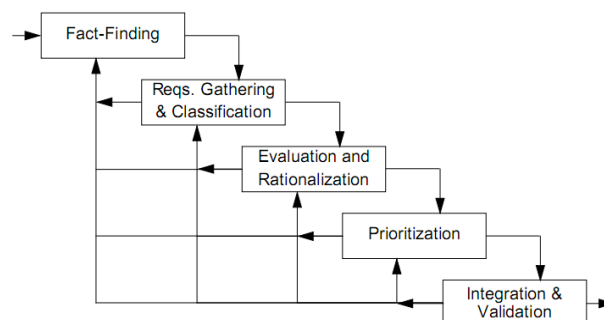 Fact-Finding
Reqs. Gathering
& Classification
Evaluation and
Rationalization
Prioritization
Integration &
Validation